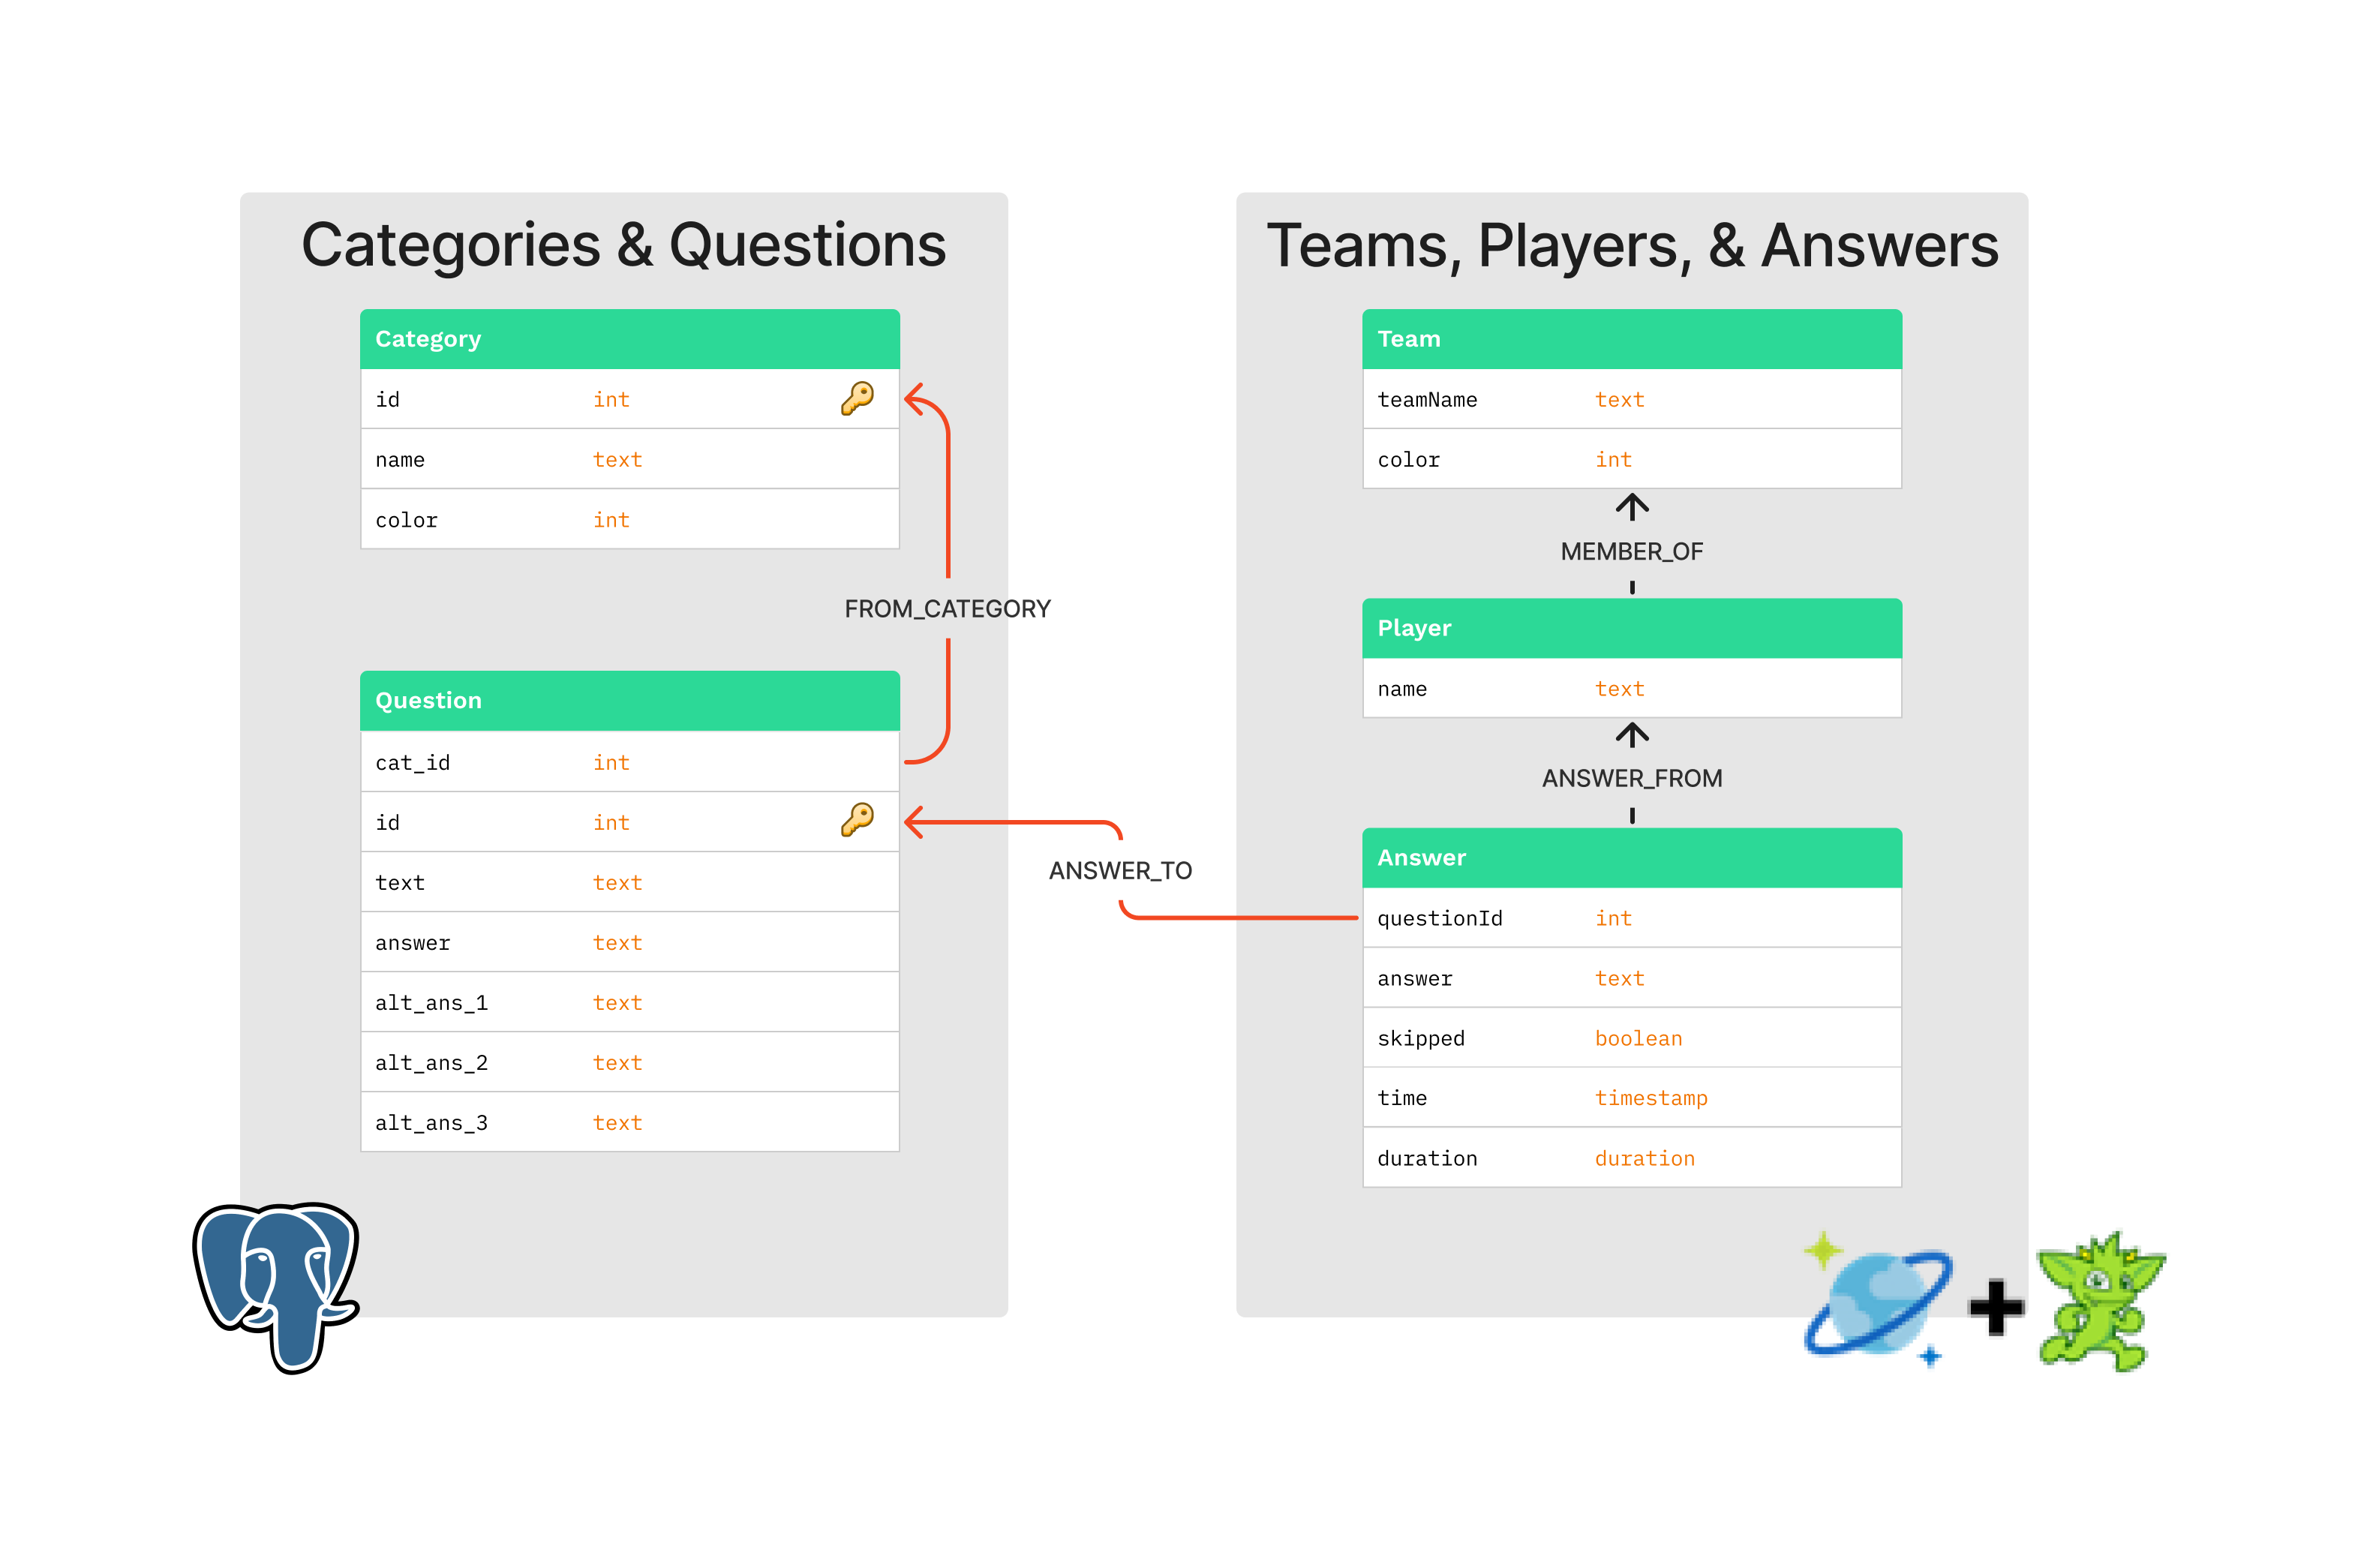 Categories & Questions
Category
id int
name text
color int
FROM_CATEGORY
Question
cat_id int
id int
text text
answer text
alt_ans_1 text
alt_ans_2 text
alt_ans_3 text
ANSWER_TO
Teams, Players, & Answers
Team
teamName text
color int
MEMBER_OF
Player
name text
ANSWER_FROM
Answer
questionId int
answer text
skipped boolean
time timestamp
duration duration